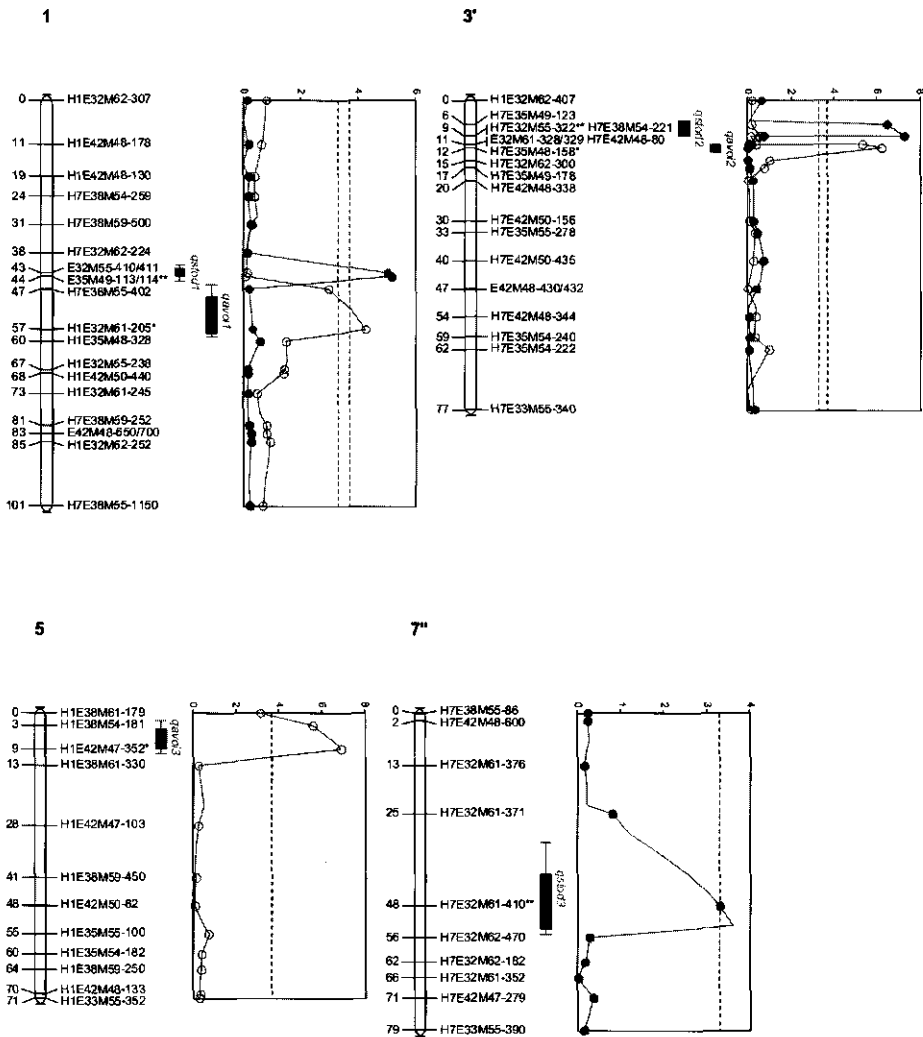 1
0 H1E32M62-307
11 H1E42M48-178
19 H1E42M48-130
24 H7E38M54-259
31 H7E38M59-500
38 H7E32M62-224
43 E32M55-410/411
44 E35M49-113/114**
47 H7E38M55-402
57 H1E32M61-205*
60 H1E35M48-328
67 H1E32M55-238
68 H1E42M50-440
73 H1E32M61-245
81 H7E38M59-252
83 E42M48-650/700
85 H1E32M62-252
101 H7E38M55-1150
0 2 4 6
qstbd1
qavol1
3'
0 H1E32M62-407
6 H7E35M49-123
9 H7E32M55-322** H7E38M54-221
11 E32M61-328/329 H7E42M48-80
12 H7E35M48-158*
15 H7E32M62-300
17 H7E35M49-178
20 H7E42M48-338
30 H7E42M50-156
33 H7E35M55-278
40 H7E42M50-435
47 E42M48-430/432
54 H7E42M48-344
59 H7E35M54-240
62 H7E35M54-222
77 H7E33M55-340
0 2 4 6 8
qstbd2
qavol2
5
0 H1E38M61-179
3 H1E38M54-181
9 H1E42M47-352*
13 H1E38M61-330
28 H1E42M47-103
41 H1E38M59-450
48 H1E42M50-82
55 H1E35M55-100
60 H1E35M54-182
64 H1E38M59-250
70 H1E42M48-133
71 H1E33M55-352
0 2 4 6 8
qavol3
7"
0 H7E38M55-86
2 H7E42M48-600
13 H7E32M61-376
25 H7E32M61-371
48 H7E32M61-410**
56 H7E32M62-470
62 H7E32M62-182
66 H7E32M61-352
71 H7E42M47-279
79 H7E33M55-390
0 1 2 3 4
qstbd3